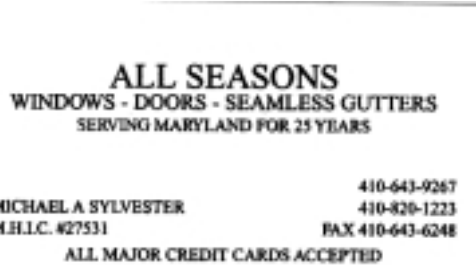 ALL SEASONS
WINDOWS - DOORS - SEAMLESS GUTTERS
SERVING MARYLAND FOR 25 YEARS
410-643-9267
MICHAEL A SYLVESTER 410-820-1223
M.H.I.C. #27531 FAX 410-643-6248
ALL MAJOR CREDIT CARDS ACCEPTED